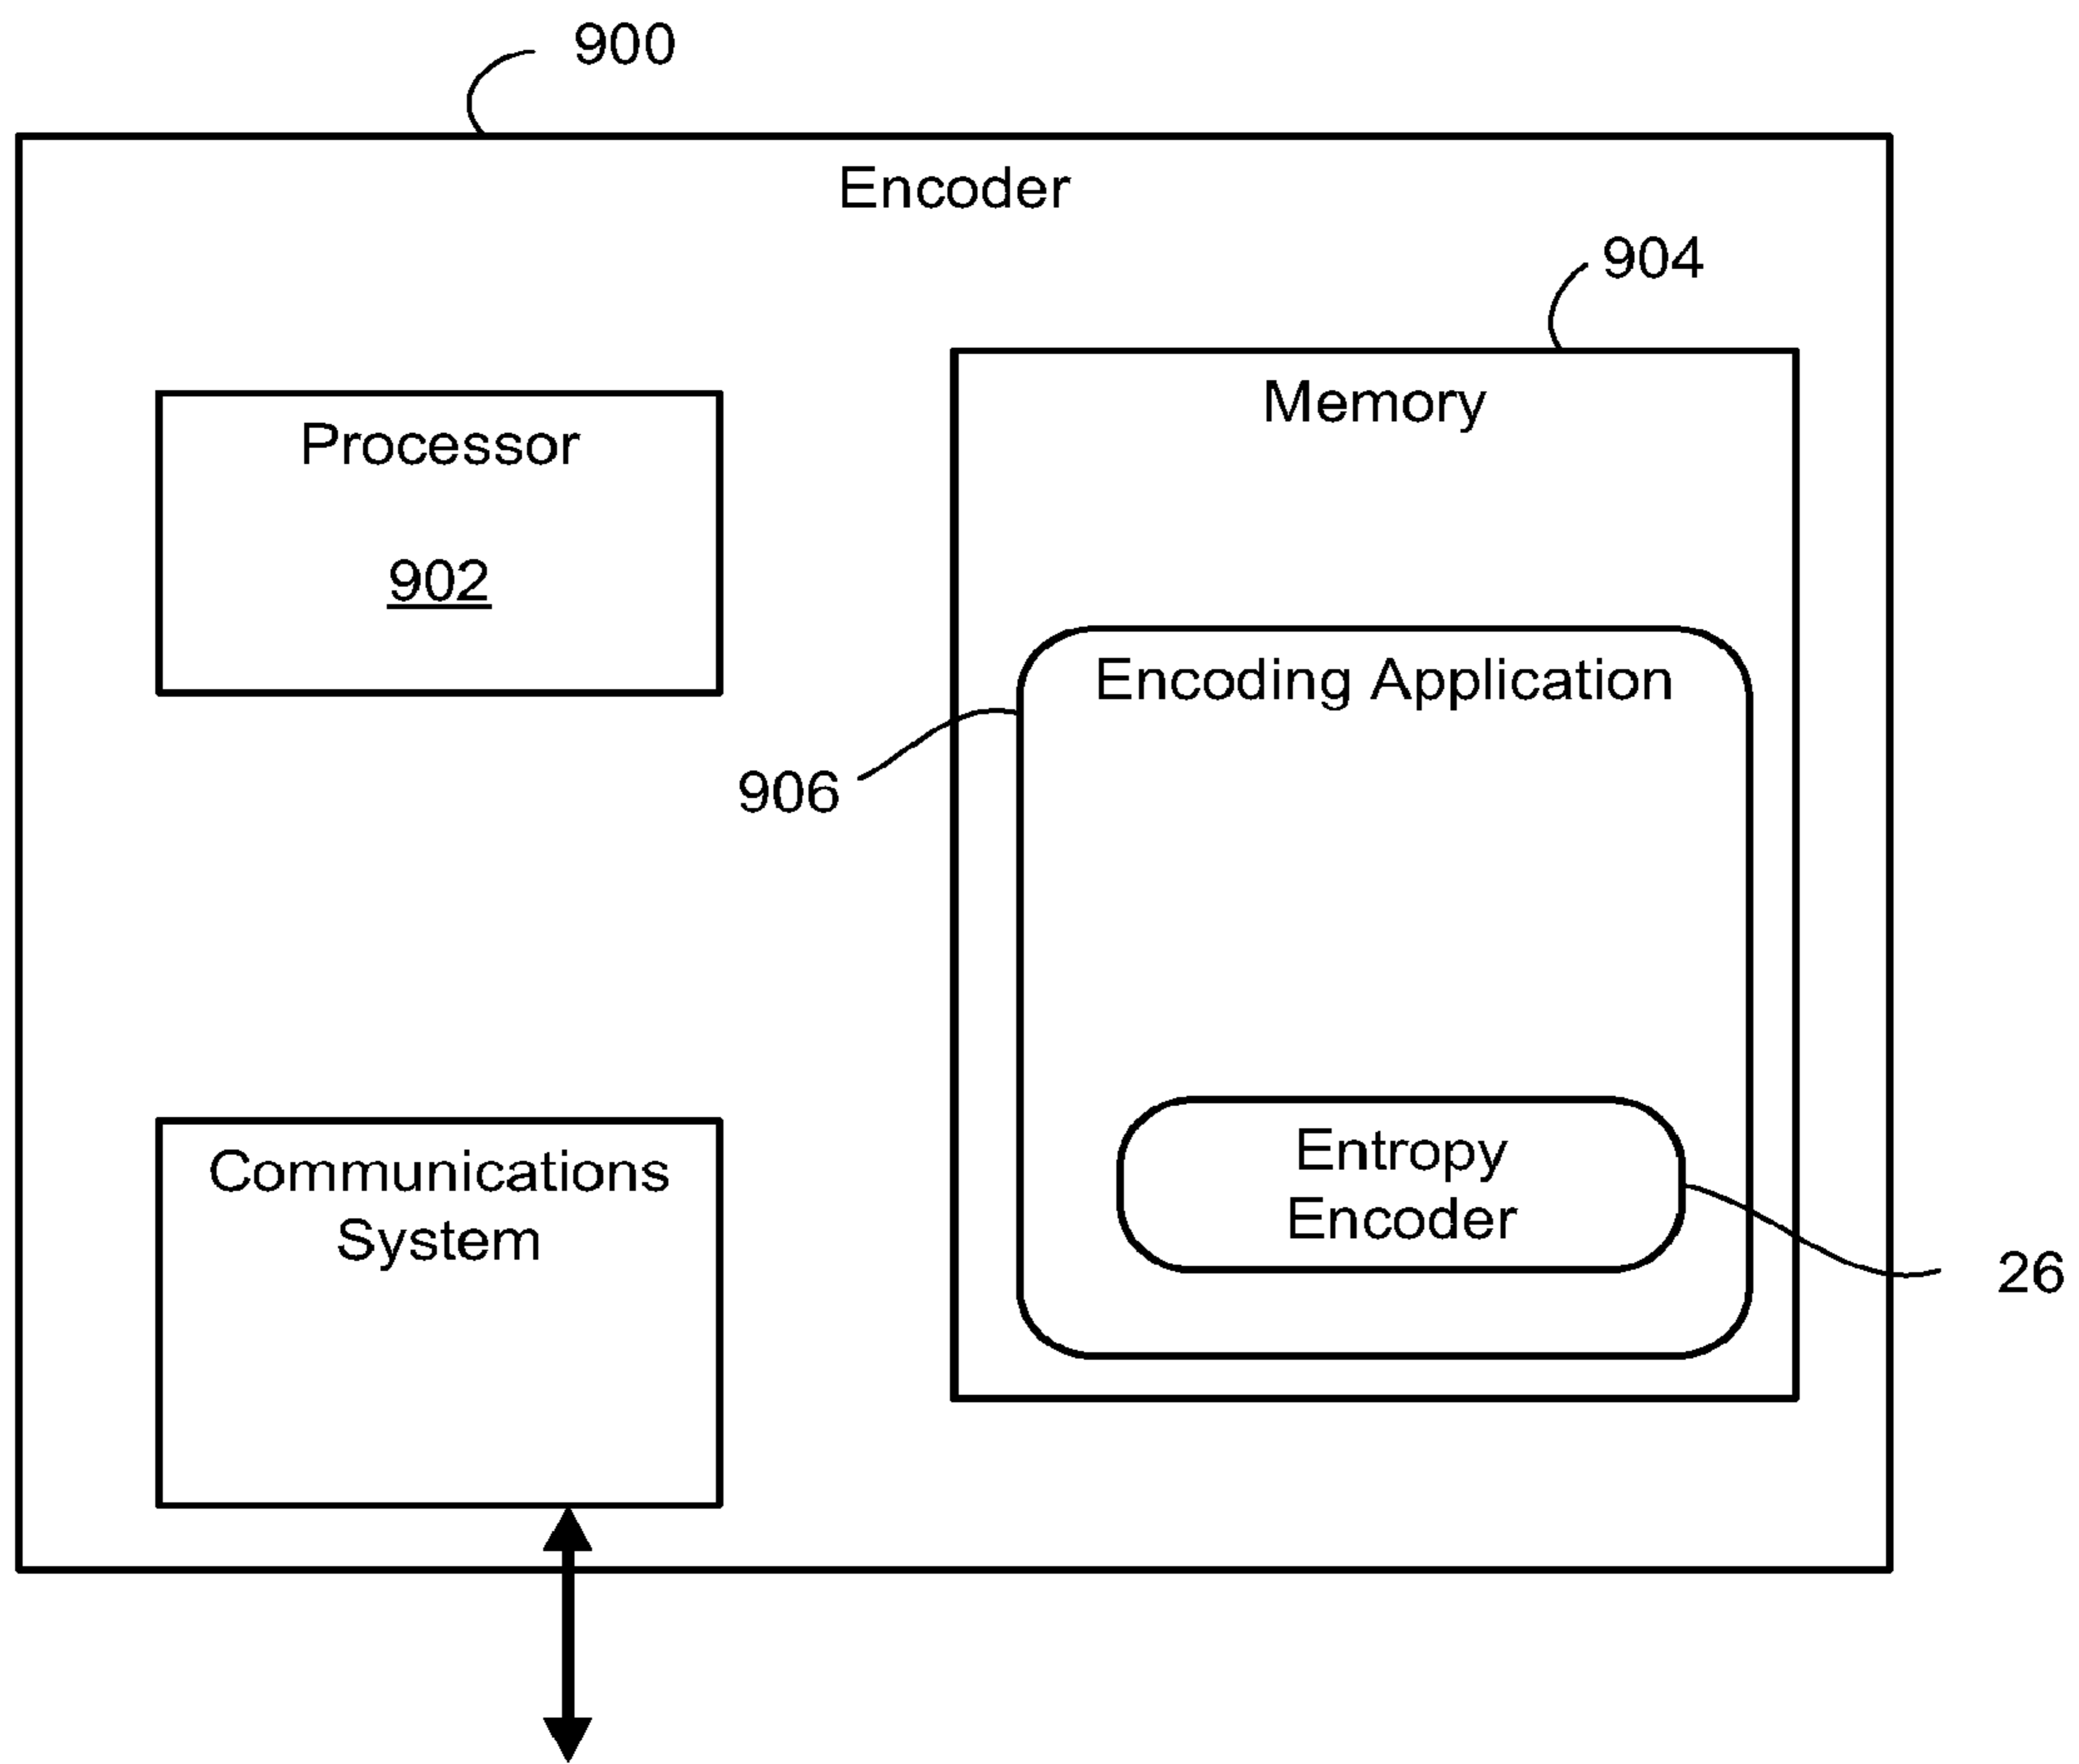 900
Encoder
904
Memory
Processor
902
Encoding Application
906
Entropy
Encoder
Communications
System
26